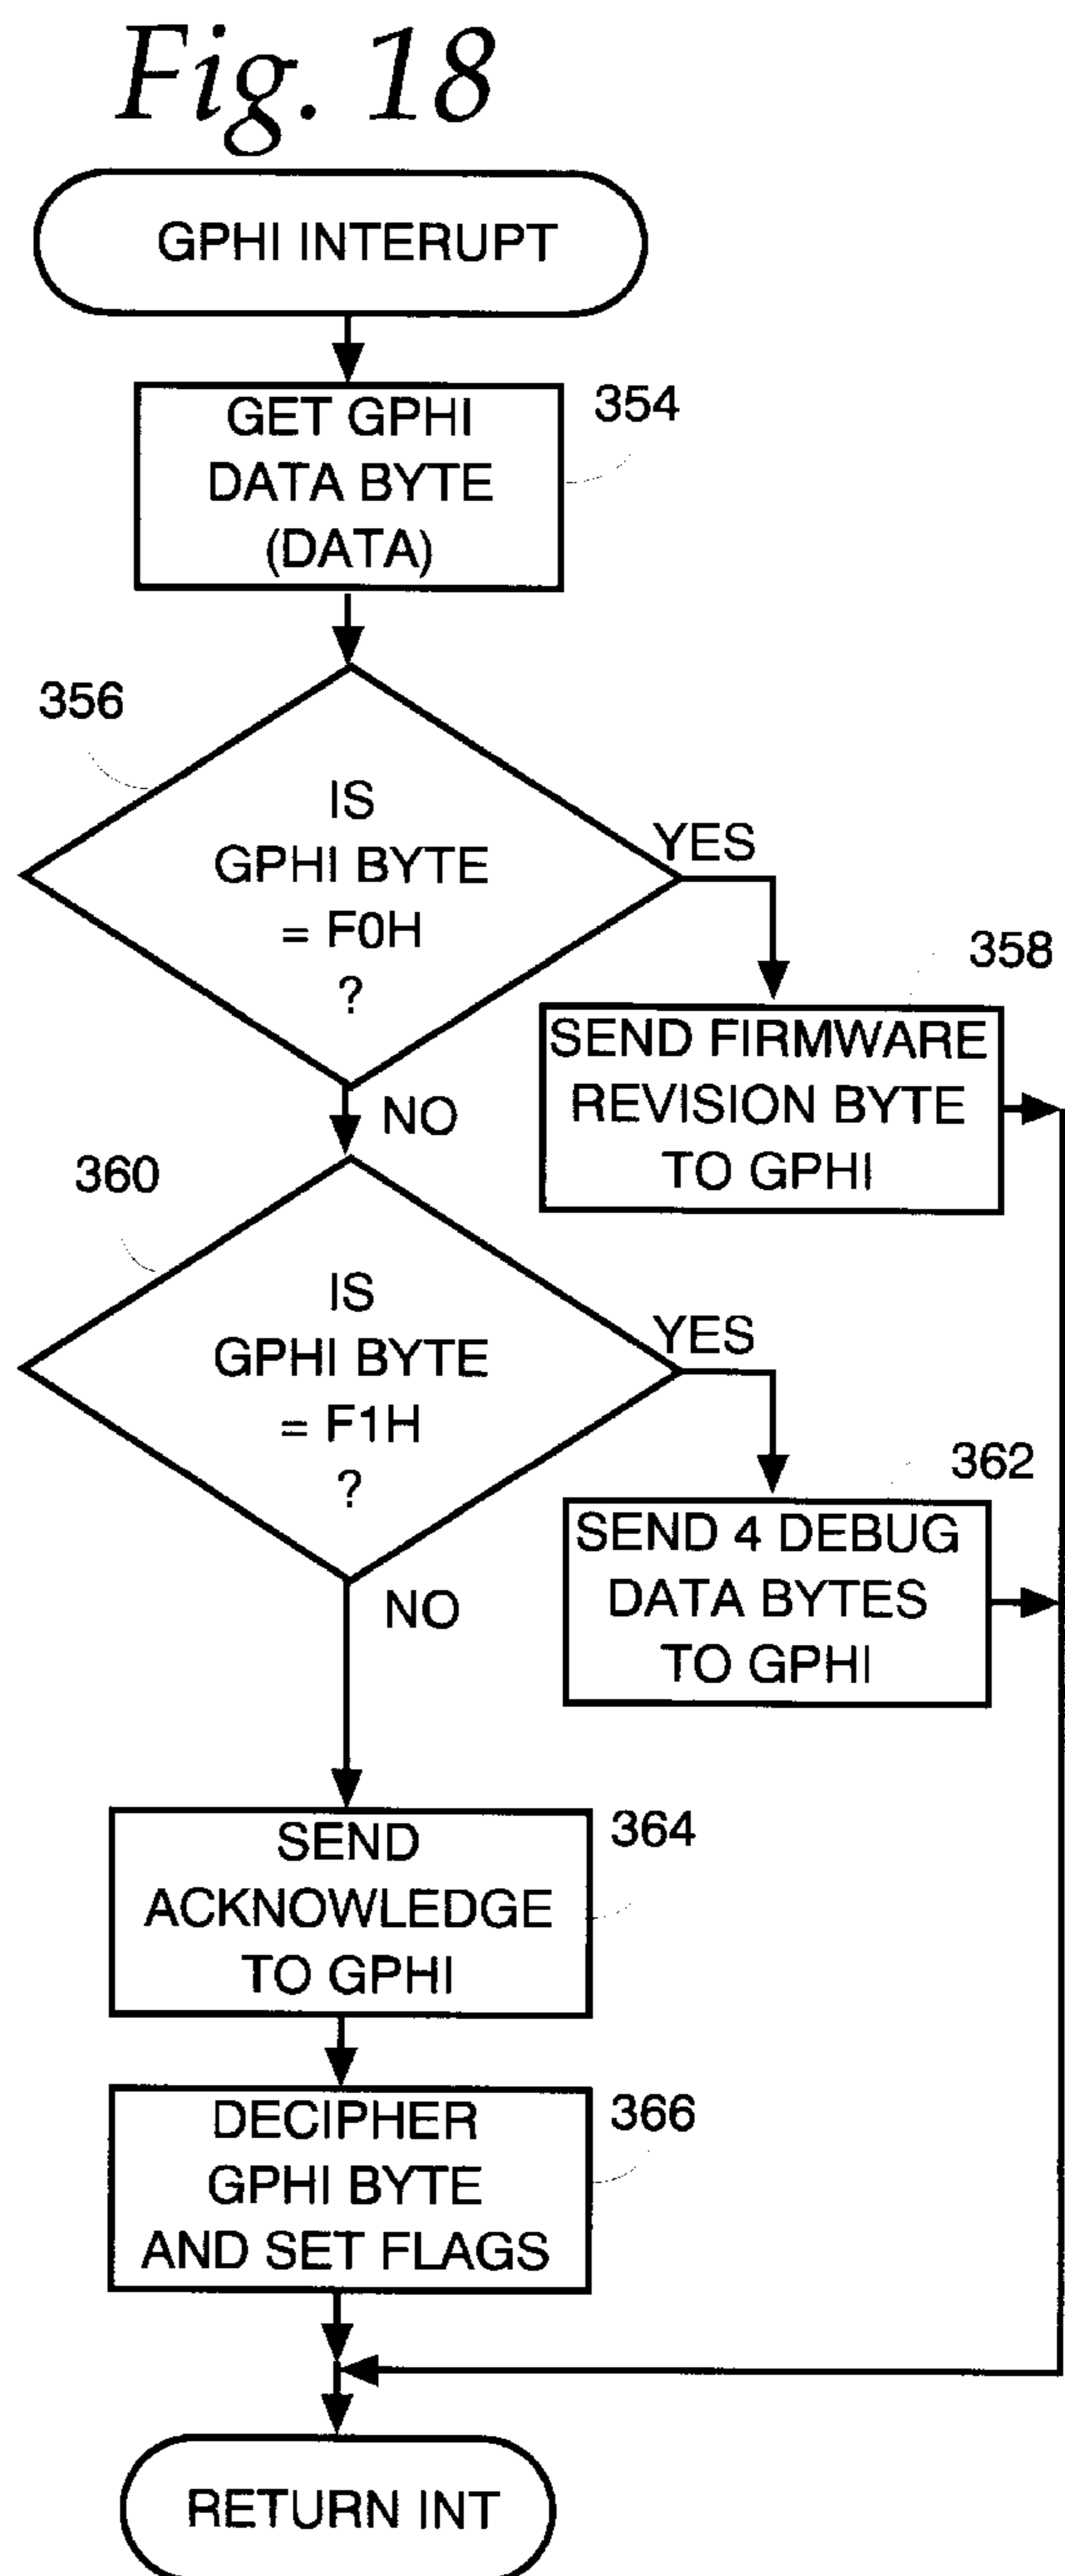 Fig. 18
GPHI INTERUPT
GET GPHI
DATA BYTE
(DATA)
354
356
IS
GPHI BYTE
= F0H
?
YES
358
SEND FIRMWARE
REVISION BYTE
TO GPHI
NO
360
IS
GPHI BYTE
= F1H
?
YES
362
SEND 4 DEBUG
DATA BYTES
TO GPHI
NO
SEND
ACKNOWLEDGE
TO GPHI
364
DECIPHER
GPHI BYTE
AND SET FLAGS
366
RETURN INT